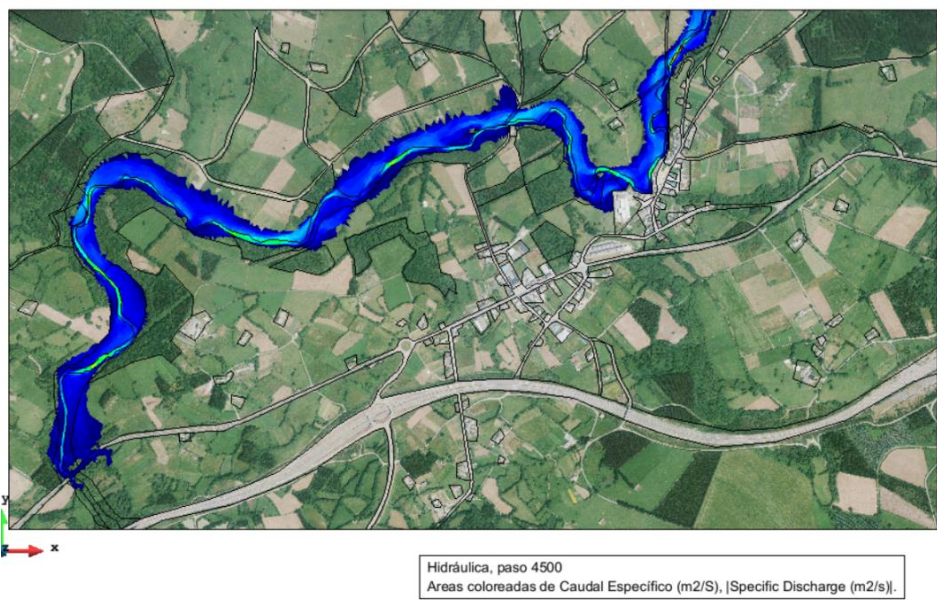 y
z
x
Hidráulica, paso 4500
Areas coloreadas de Caudal Específico (m2/S), |Specific Discharge (m2/s)|.